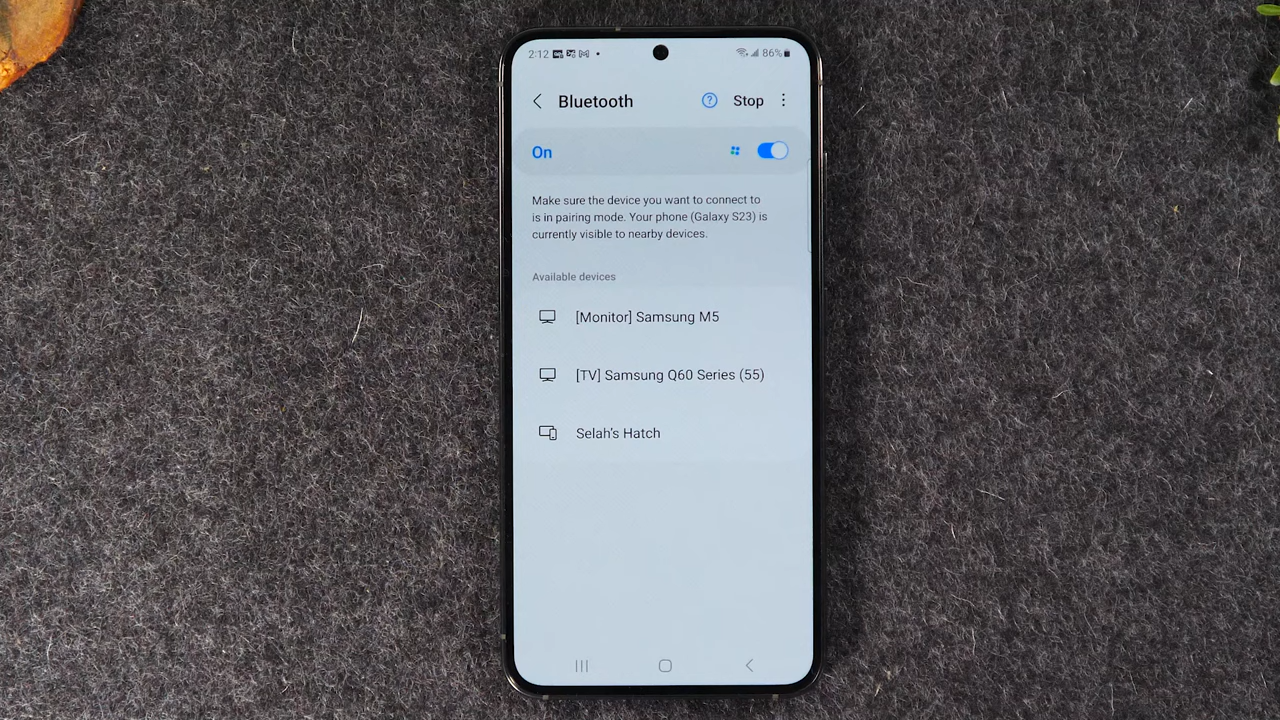 2:12
86%
Bluetooth
Stop
On
Make sure the device you want to connect to
is in pairing mode. Your phone (Galaxy S23) is
currently visible to nearby devices.
Available devices
[Monitor] Samsung M5
[TV] Samsung Q60 Series (55)
Selah's Hatch